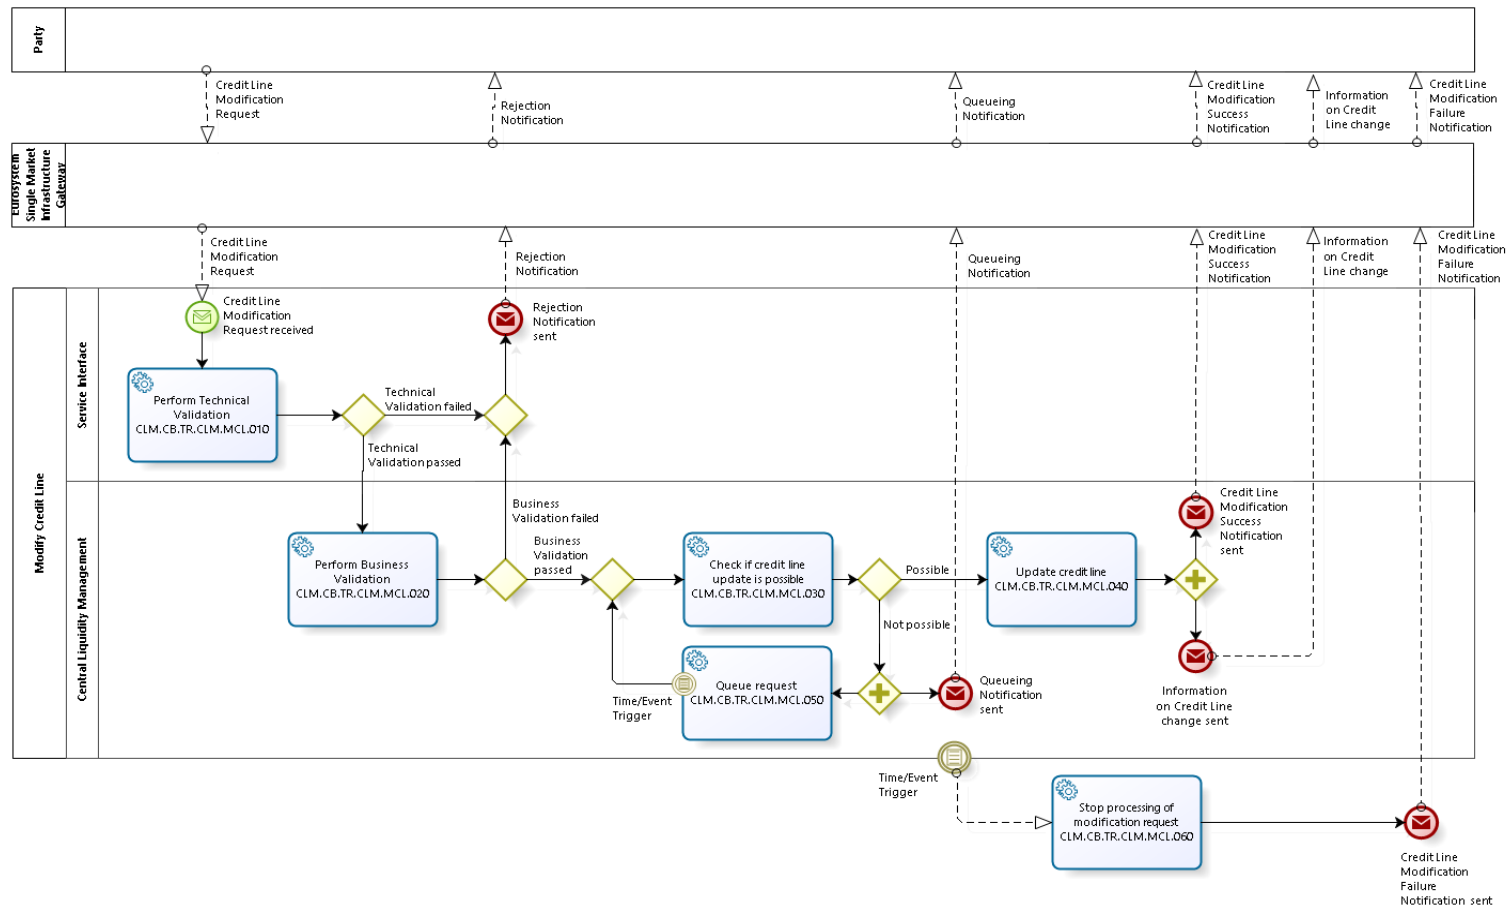 Party
Credit Line
Modification
Request
Rejection
Notification
Queueing
Notification
Credit Line
Modification
Success
Notification
Information
on Credit
Line change
Credit Line
Modification
Failure
Notification
Eurosystem
Single Market
Infrastructure
Gateway
Credit Line
Modification
Request
Rejection
Notification
Queueing
Notification
Credit Line
Modification
Success
Notification
Information
on Credit
Line change
Credit Line
Modification
Failure
Notification
Modify Credit Line
Service Interface
Credit Line
Modification
Request received
Rejection
Notification
sent
Perform Technical
Validation
CLM.CB.TR.CLM.MCL.010
Technical
Validation failed
Technical
Validation passed
Central Liquidity Management
Business
Validation failed
Business
Validation
passed
Perform Business
Validation
CLM.CB.TR.CLM.MCL.020
Check if credit line
update is possible
CLM.CB.TR.CLM.MCL.030
Possible
Not possible
Update credit line
CLM.CB.TR.CLM.MCL.040
Credit Line
Modification
Success
Notification
sent
Queue request
CLM.CB.TR.CLM.MCL.050
Time/Event
Trigger
Queueing
Notification
sent
Information
on Credit Line
change sent
Time/Event
Trigger
Stop processing of
modification request
CLM.CB.TR.CLM.MCL.060
Credit Line
Modification
Failure
Notification sent